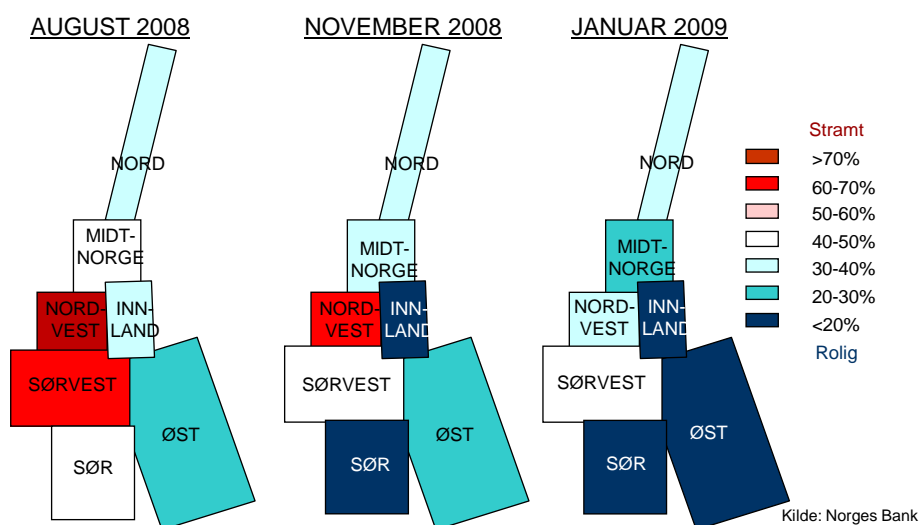 AUGUST 2008
NORD
MIDT-
NORGE
NORD-
VEST
INN-
LAND
SØRVEST
ØST
SØR
NOVEMBER 2008
NORD
MIDT-
NORGE
NORD-
VEST
INN-
LAND
SØRVEST
ØST
SØR
JANUAR 2009
NORD
MIDT-
NORGE
NORD-
VEST
INN-
LAND
SØRVEST
ØST
SØR
Stramt
>70%
60-70%
50-60%
40-50%
30-40%
20-30%
<20%
Rolig
Kilde: Norges Bank